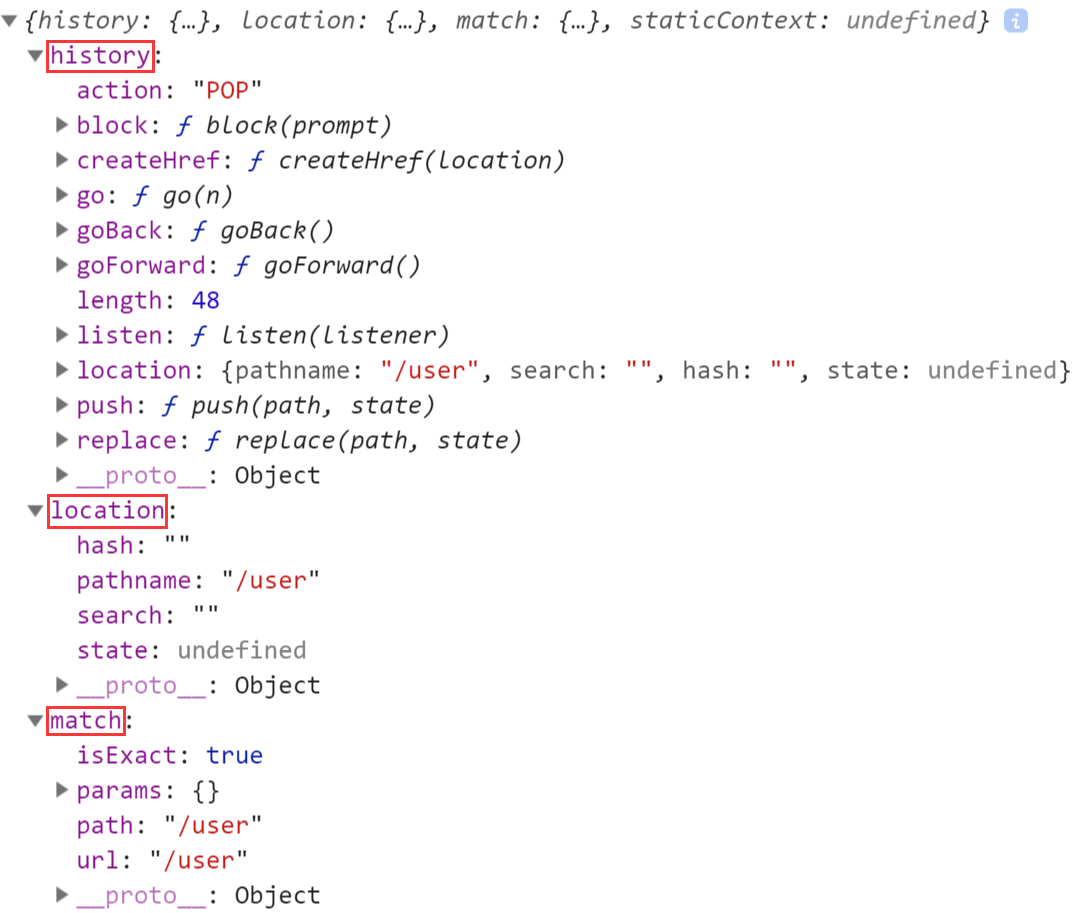 {history: {…}, location: {…}, match: {…}, staticContext: undefined} i
history:
action: "POP"
block: ƒ block(prompt)
createHref: ƒ createHref(location)
go: ƒ go(n)
goBack: ƒ goBack()
goForward: ƒ goForward()
length: 48
listen: ƒ listen(listener)
location: {pathname: "/user", search: "", hash: "", state: undefined}
push: ƒ push(path, state)
replace: ƒ replace(path, state)
__proto__: Object
location:
hash: ""
pathname: "/user"
search: ""
state: undefined
__proto__: Object
match:
isExact: true
params: {}
path: "/user"
url: "/user"
__proto__: Object